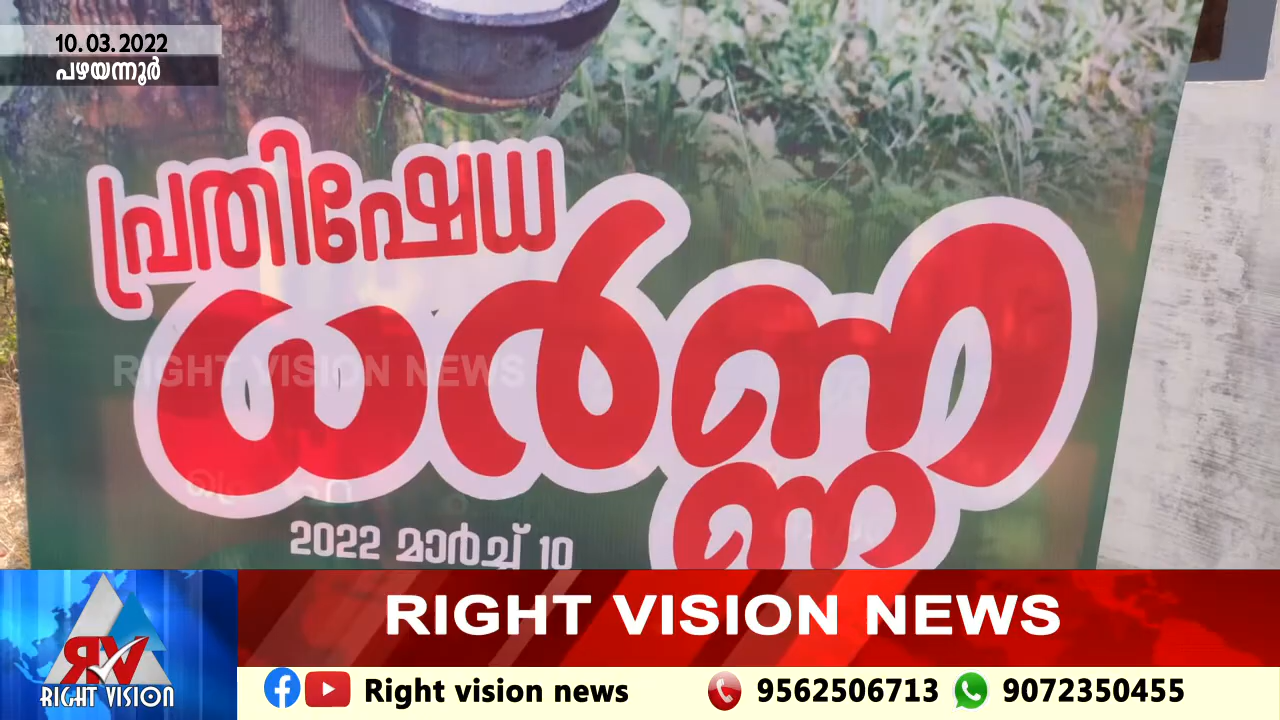 10.03.2022
പഴയന്നൂർ
പ്രതിഷേധ
ധർണ്ണ
RIGHT VISION NEWS
2022 മാർച്ച് 10
RIGHT VISION NEWS
RV
RIGHT VISION
Right vision news
9562506713
9072350455